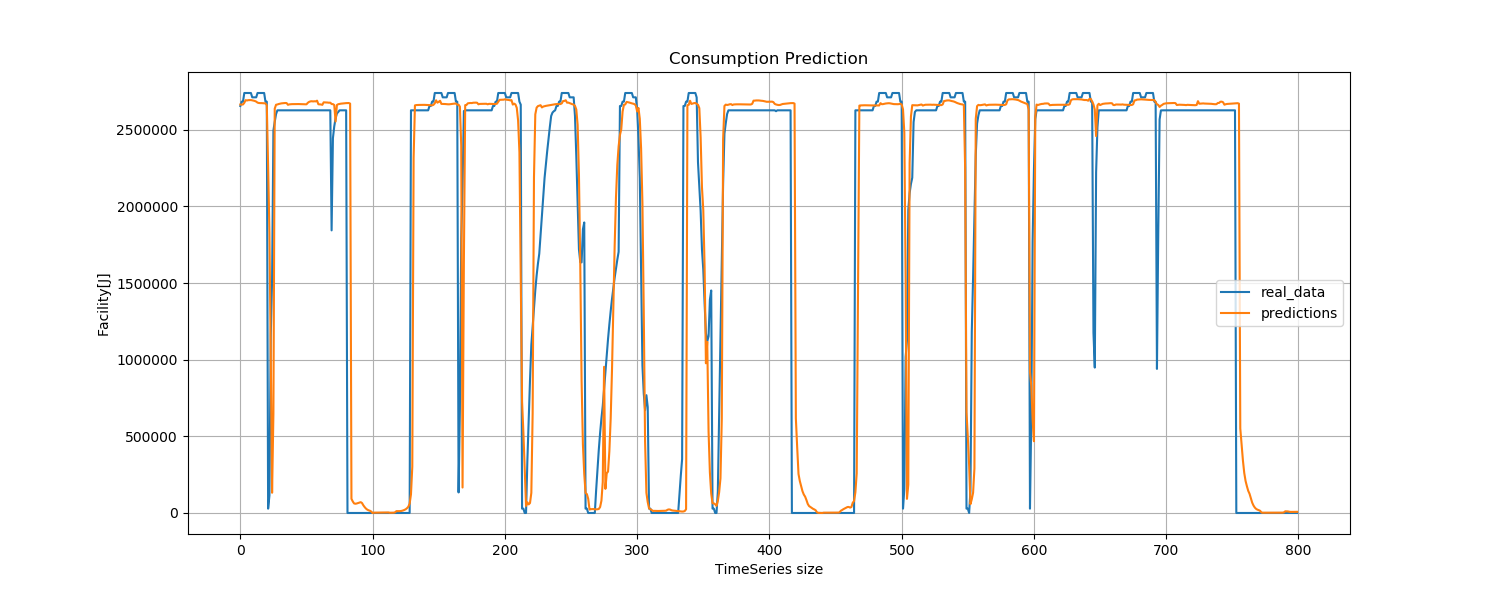 Consumption Prediction
Facility[J]
2500000
2000000
1500000
1000000
500000
0
real_data
predictions
0 100 200 300 400 500 600 700 800
TimeSeries size